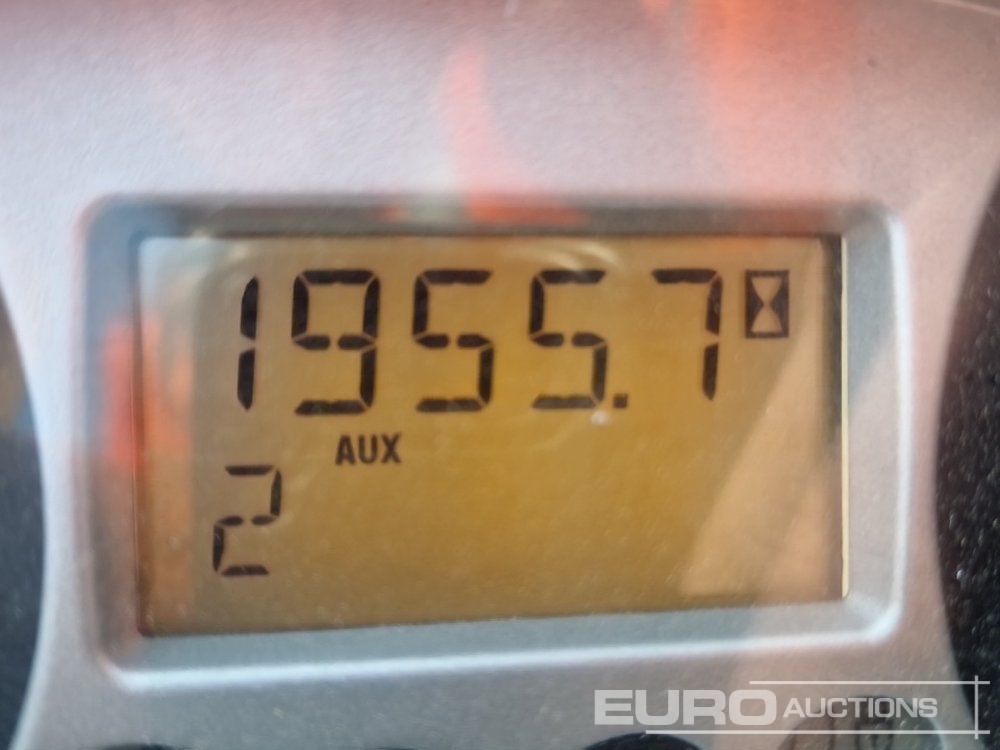 1955.7
AUX
2
EURO AUCTIONS